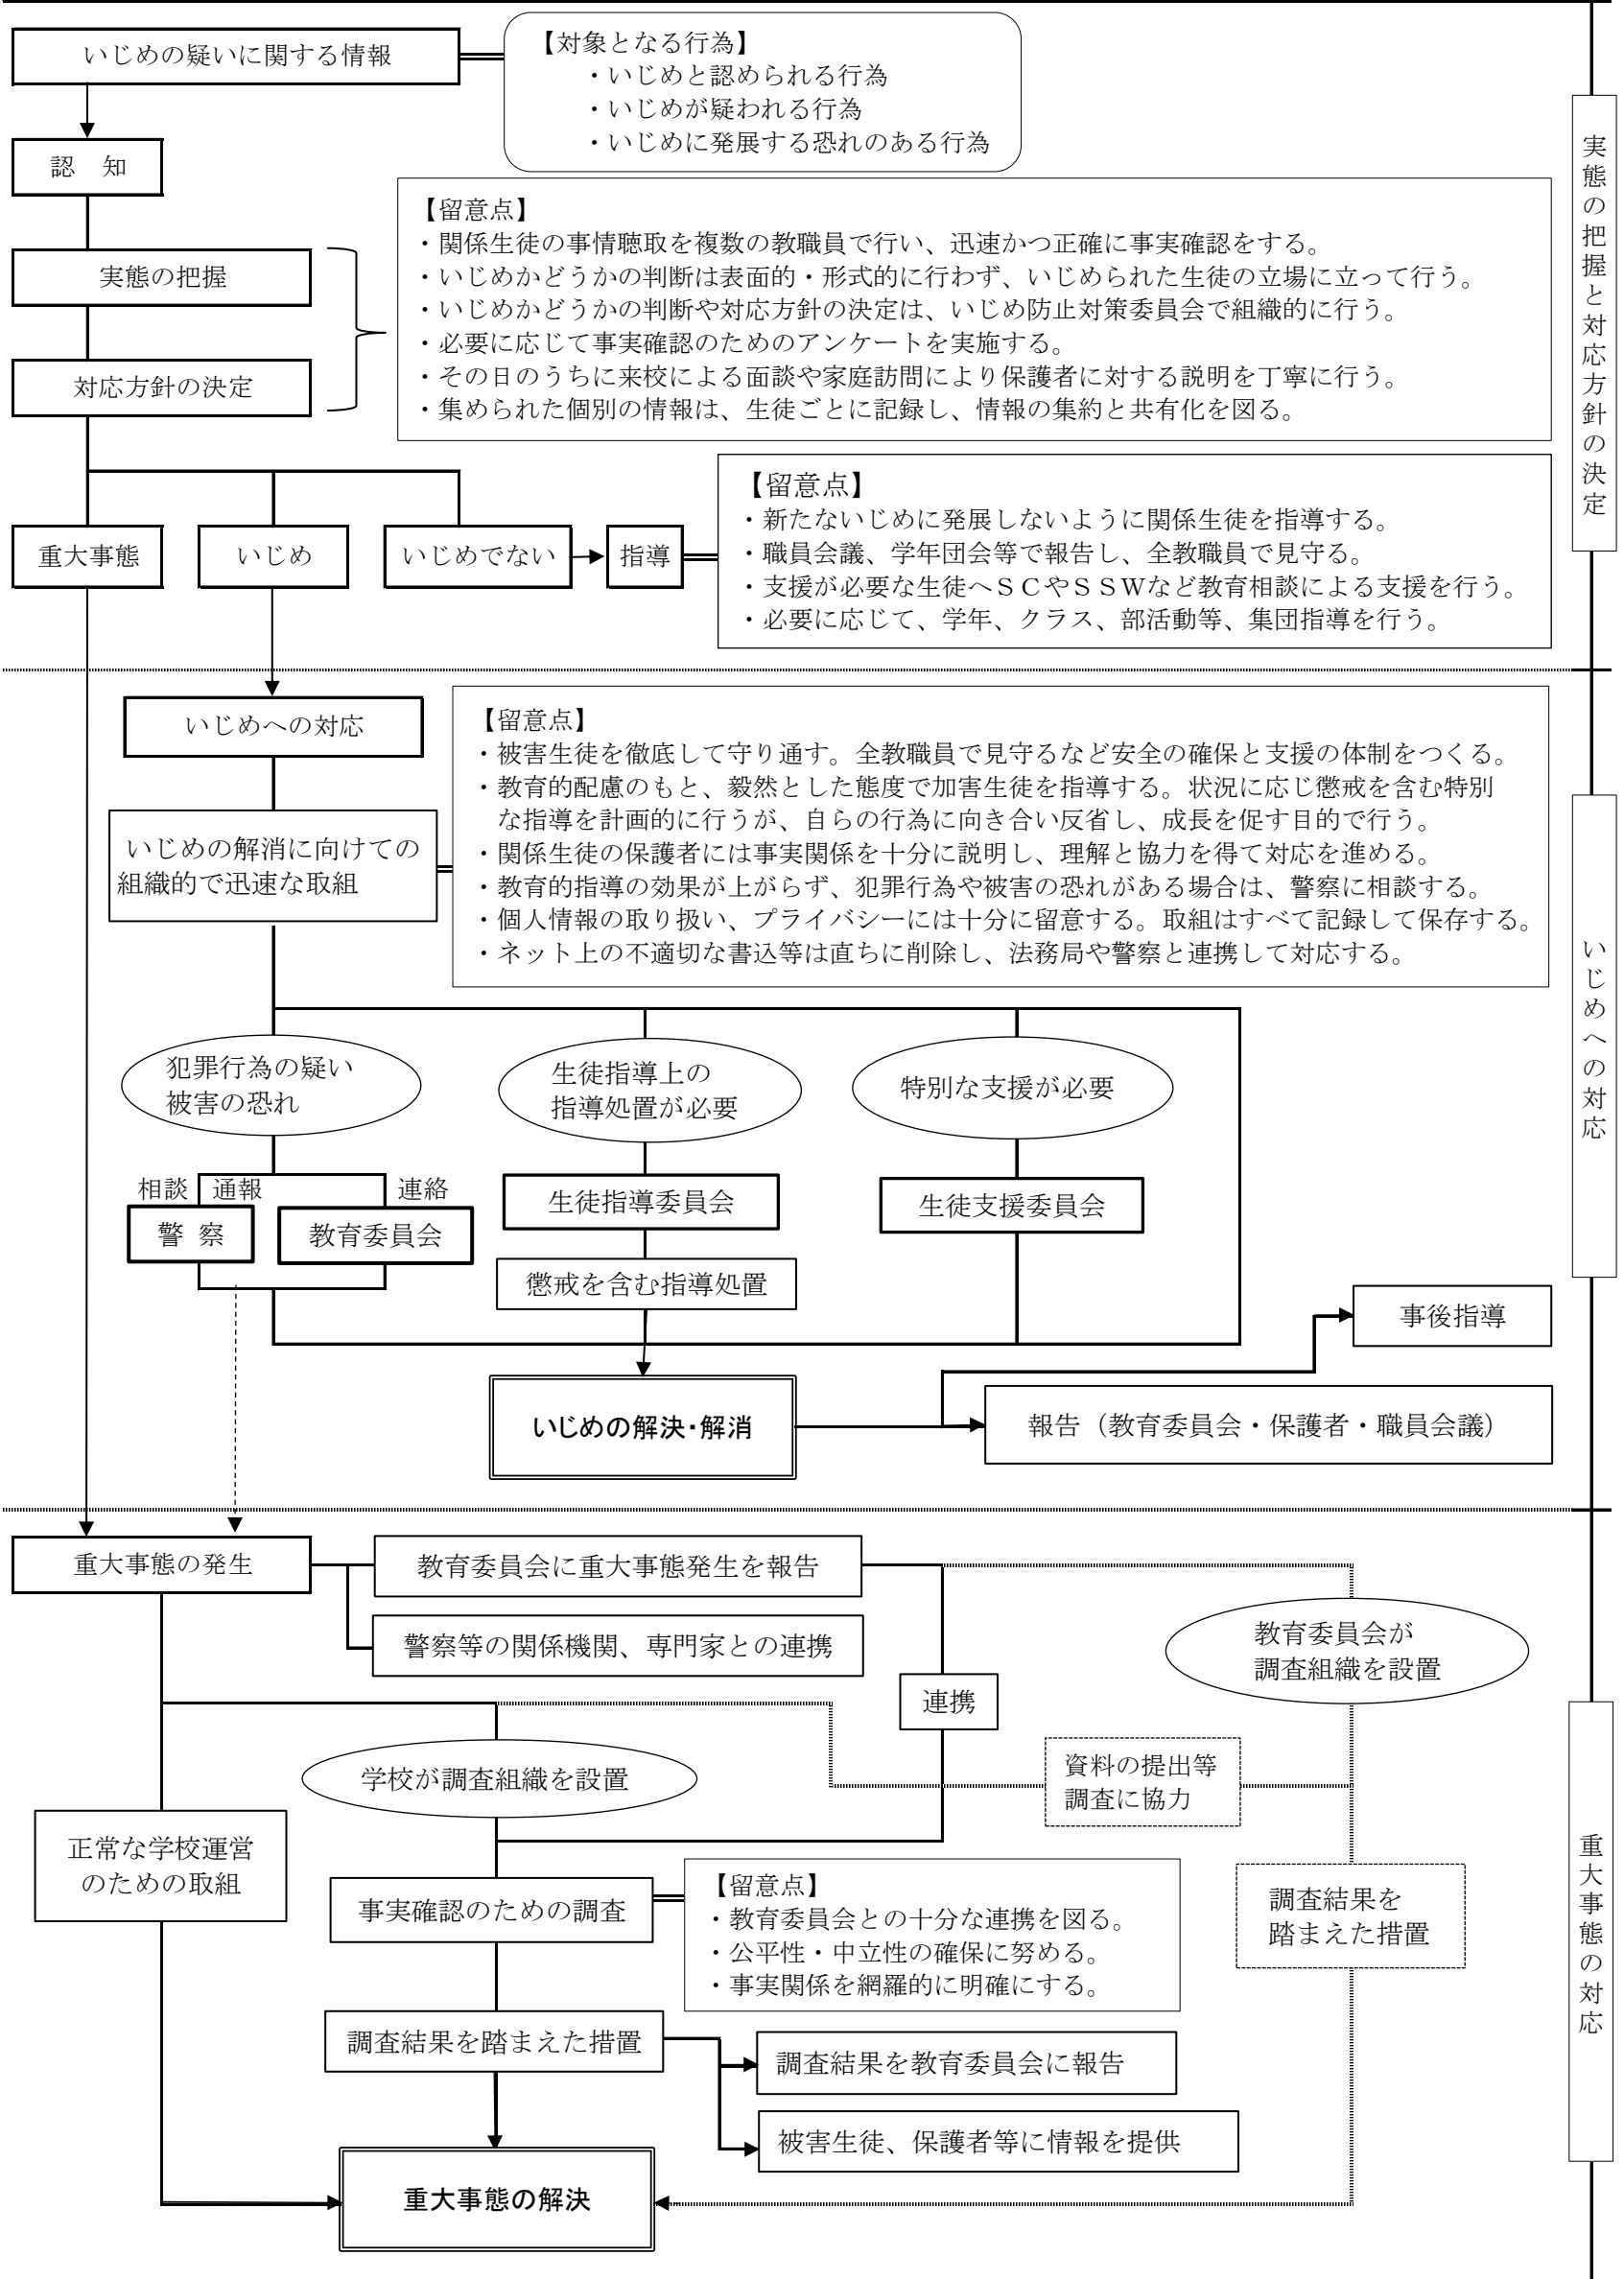 いじめの疑いに関する情報
【対象となる行為】
・いじめと認められる行為
・いじめが疑われる行為
・いじめに発展する恐れのある行為
認　知
実態の把握
対応方針の決定
【留意点】
・関係生徒の事情聴取を複数の教職員で行い、迅速かつ正確に事実確認をする。
・いじめかどうかの判断は表面的・形式的に行わず、いじめられた生徒の立場に立って行う。
・いじめかどうかの判断や対応方針の決定は、いじめ防止対策委員会で組織的に行う。
・必要に応じて事実確認のためのアンケートを実施する。
・その日のうちに来校による面談や家庭訪問により保護者に対する説明を丁寧に行う。
・集められた個別の情報は、生徒ごとに記録し、情報の集約と共有化を図る。
重大事態
いじめ
いじめでない
指導
【留意点】
・新たないじめに発展しないように関係生徒を指導する。
・職員会議、学年団会等で報告し、全教職員で見守る。
・支援が必要な生徒へＳＣやＳＳＷなど教育相談による支援を行う。
・必要に応じて、学年、クラス、部活動等、集団指導を行う。
実態の把握と対応方針の決定
いじめへの対応
いじめの解消に向けての
組織的で迅速な取組
【留意点】
・被害生徒を徹底して守り通す。全教職員で見守るなど安全の確保と支援の体制をつくる。
・教育的配慮のもと、毅然とした態度で加害生徒を指導する。状況に応じ懲戒を含む特別
な指導を計画的に行うが、自らの行為に向き合い反省し、成長を促す目的で行う。
・関係生徒の保護者には事実関係を十分に説明し、理解と協力を得て対応を進める。
・教育的指導の効果が上がらず、犯罪行為や被害の恐れがある場合は、警察に相談する。
・個人情報の取り扱い、プライバシーには十分に留意する。取組はすべて記録して保存する。
・ネット上の不適切な書込等は直ちに削除し、法務局や警察と連携して対応する。
犯罪行為の疑い
被害の恐れ
生徒指導上の
指導処置が必要
特別な支援が必要
相談
通報
連絡
警 察
教育委員会
生徒指導委員会
生徒支援委員会
懲戒を含む指導処置
事後指導
いじめの解決・解消
報告（教育委員会・保護者・職員会議）
いじめへの対応
重大事態の発生
教育委員会に重大事態発生を報告
警察等の関係機関、専門家との連携
教育委員会が
調査組織を設置
連携
学校が調査組織を設置
資料の提出等
調査に協力
正常な学校運営
のための取組
事実確認のための調査
【留意点】
・教育委員会との十分な連携を図る。
・公平性・中立性の確保に努める。
・事実関係を網羅的に明確にする。
調査結果を
踏まえた措置
調査結果を踏まえた措置
調査結果を教育委員会に報告
被害生徒、保護者等に情報を提供
重大事態の解決
重大事態の対応